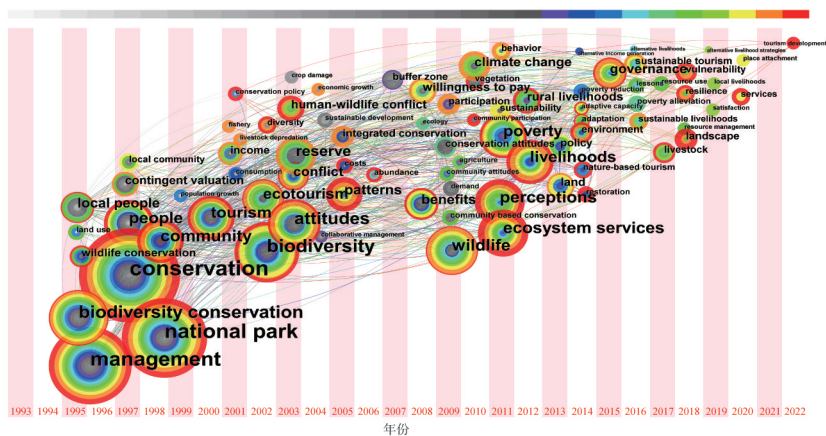 tourism development
behavior
alternative income generation
alternative livelihoods
alternative livelihood strategies
climate change
sustainable tourism
place attachment
governance
vulnerability
crop damage
buffer zone
vegetation
economic growth
willingness to pay
lessons
resource use
local livelihoods
conservation policy
poverty reduction
resilience
services
human-wildlife conflict
participation
rural livelihoods
sustainability
adaptive capacity
poverty alleviation
satisfaction
sustainable development
community participation
adaptation
sustainable livelihoods
fishery
diversity
ecology
resource management
livestock depredation
integrated conservation
poverty
environment
landscape
income
reserve
conservation attitudes
policy
livestock
local community
agriculture
livelihoods
costs
consumption
conflict
abundance
community attitudes
nature-based tourism
contingent valuation
demand
land
population growth
ecotourism
patterns
benefits
perceptions
restoration
local people
people
tourism
attitudes
community based conservation
land use
community
collaborative management
ecosystem services
wildlife conservation
biodiversity
wildlife
conservation
biodiversity conservation
national park
management
1993 1994 1995 1996 1997 1998 1999 2000 2001 2002 2003 2004 2005 2006 2007 2008 2009 2010 2011 2012 2013 2014 2015 2016 2017 2018 2019 2020 2021 2022
年份